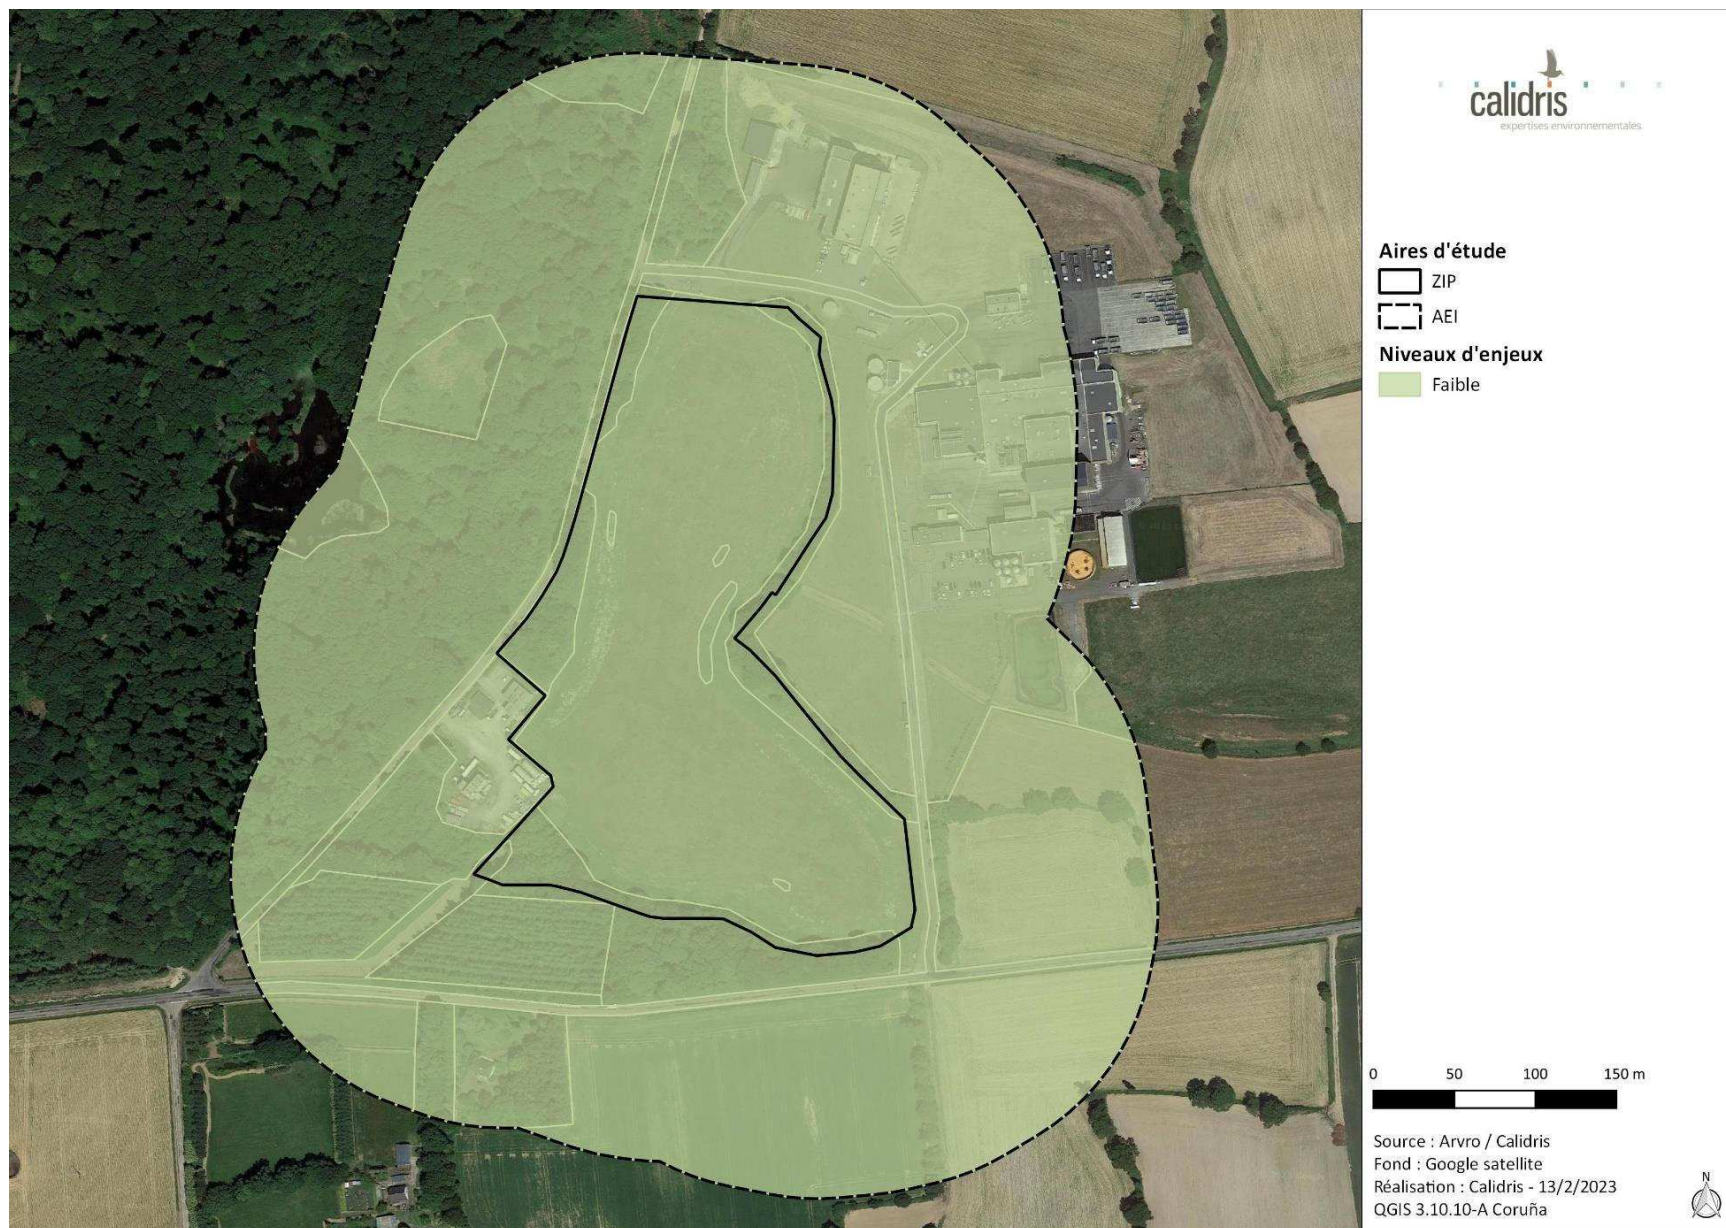 calidris
expertises environnementales
Aires d'étude
ZIP
AEI
Niveaux d'enjeux
Faible
0 50 100 150 m
Source : Arvro / Calidris
Fond : Google satellite
Réalisation : Calidris - 13/2/2023
QGIS 3.10.10-A Coruña
N